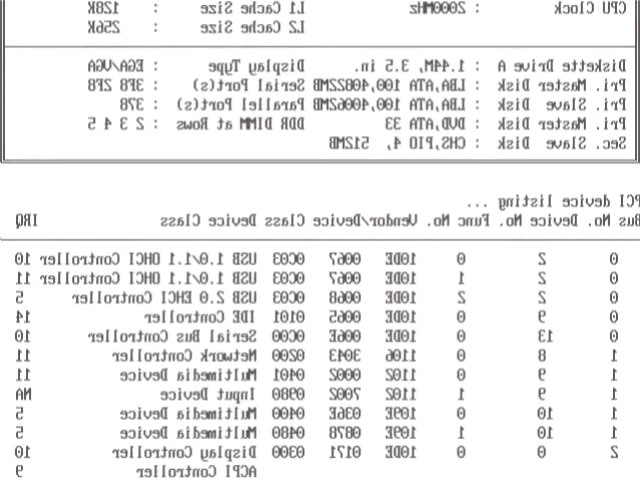 CPU Clock : 2000MHz L1 Cache Size : 128K
L2 Cache Size : 256K
Diskette Drive A : 1.44M, 3.5 in. Display Type : EGA/VGA
Pri. Master Disk : LBA,ATA 100,40822MB Serial Port(s) : 3F8 2F8
Pri. Slave Disk : LBA,ATA 100,40062MB Parallel Port(s) : 378
Pri. Master Disk : DVD,ATA 33 DDR DIMM at Rows : 2 3 4 5
Sec. Slave Disk : CHS,PIO 4, 512MB
PCI device listing ...
Bus No. Device No. Func No. Vendor/Device Class Device Class IRQ
0 2 0 10DE 0067 0C03 USB 1.0/1.1 OHCI Controller 10
0 2 1 10DE 0067 0C03 USB 1.0/1.1 OHCI Controller 11
0 2 2 10DE 0068 0C03 USB 2.0 EHCI Controller 5
0 9 0 10DE 0065 0101 IDE Controller 14
0 13 0 10DE 006E 0C00 Serial Bus Controller 10
1 8 0 1106 3043 0200 Network Controller 11
1 9 0 1102 0002 0401 Multimedia Device 11
1 9 1 1102 7002 0980 Input Device NA
1 10 0 109E 036E 0400 Multimedia Device 5
1 10 1 109E 0878 0480 Multimedia Device 5
2 0 0 10DE 0171 0300 Display Controller 10
ACPI Controller 9